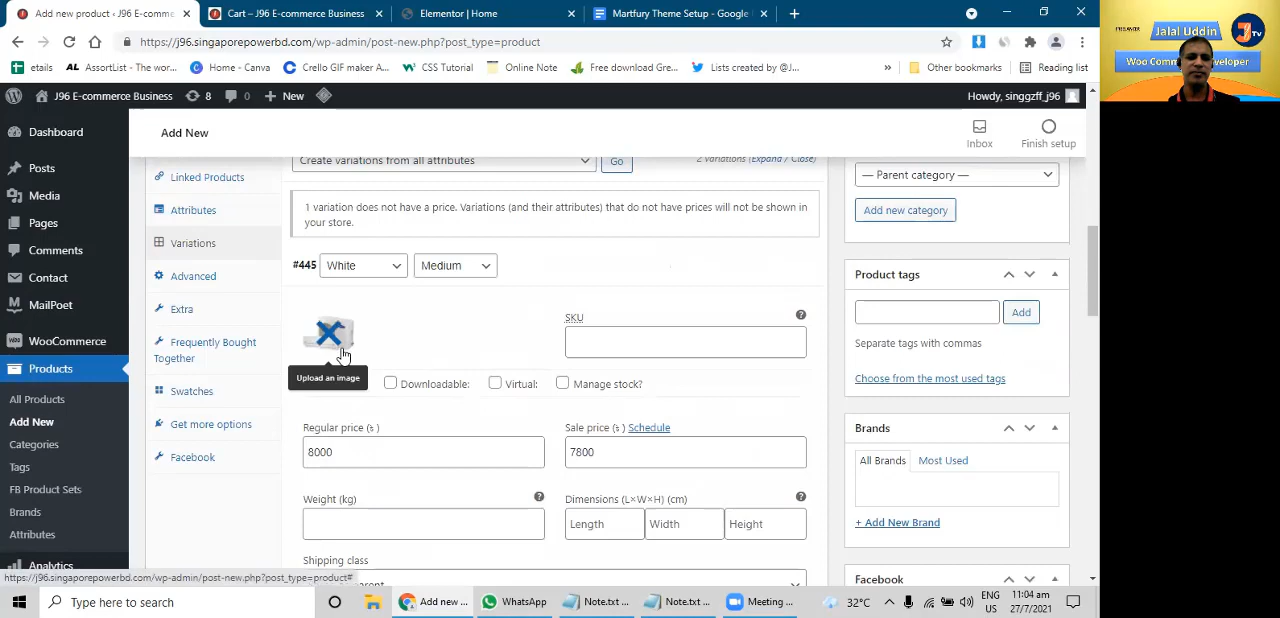 Add new product ‹ J96 E-comme
Cart – J96 E-commerce Business
Elementor | Home
Martfury Theme Setup - Google
https://j96.singaporepowerbd.com/wp-admin/post-new.php?post_type=product
etails
AssortList - The wor...
Home - Canva
Crello GIF maker A...
CSS Tutorial
Online Note
Free download Gre...
Lists created by @J...
»
Other bookmarks
Reading list
J96 E-commerce Business
8
0
New
Howdy, singgzff_j96
FREELANCER
Jalal Uddin
Woo Com
eveloper
TV
Dashboard
Posts
Media
Pages
Comments
Contact
MailPoet
WooCommerce
Products
All Products
Add New
Categories
Tags
FB Product Sets
Brands
Attributes
Analytics
Add New
Inbox
Finish setup
Linked Products
Attributes
Variations
Advanced
Extra
Frequently Bought
Together
Swatches
Get more options
Facebook
Create variations from all attributes
Go
2 variations (Expand / Close)
1 variation does not have a price. Variations (and their attributes) that do not have prices will not be shown in
your store.
#445
White
Medium
Upload an image
SKU
Downloadable:
Virtual:
Manage stock?
Regular price (৳ )
8000
Sale price (৳ ) Schedule
7800
Weight (kg)
Dimensions (L×W×H) (cm)
Length
Width
Height
Shipping class
— Parent category —
Add new category
Product tags
Add
Separate tags with commas
Choose from the most used tags
Brands
All Brands
Most Used
+ Add New Brand
Facebook
https://j96.singaporepowerbd.com/wp-admin/post-new.php?post_type=product#
Type here to search
Add new ...
WhatsApp
Note.txt ...
Note.txt ...
Meeting ...
32°C
ENG
US
11:04 am
27/7/2021